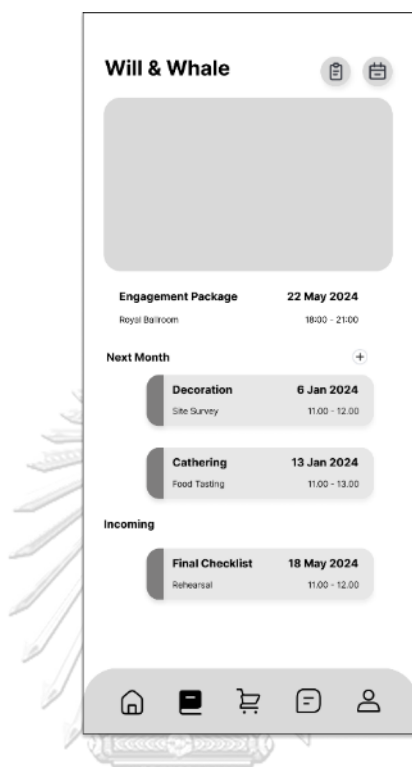 Will & Whale
Engagement Package 22 May 2024
Royal Ballroom 18:00 - 21:00
Next Month +
Decoration 6 Jan 2024
Site Survey 11.00 - 12.00
Cathering 13 Jan 2024
Food Tasting 11.00 - 13.00
Incoming
Final Checklist 18 May 2024
Rehearsal 11.00 - 12.00